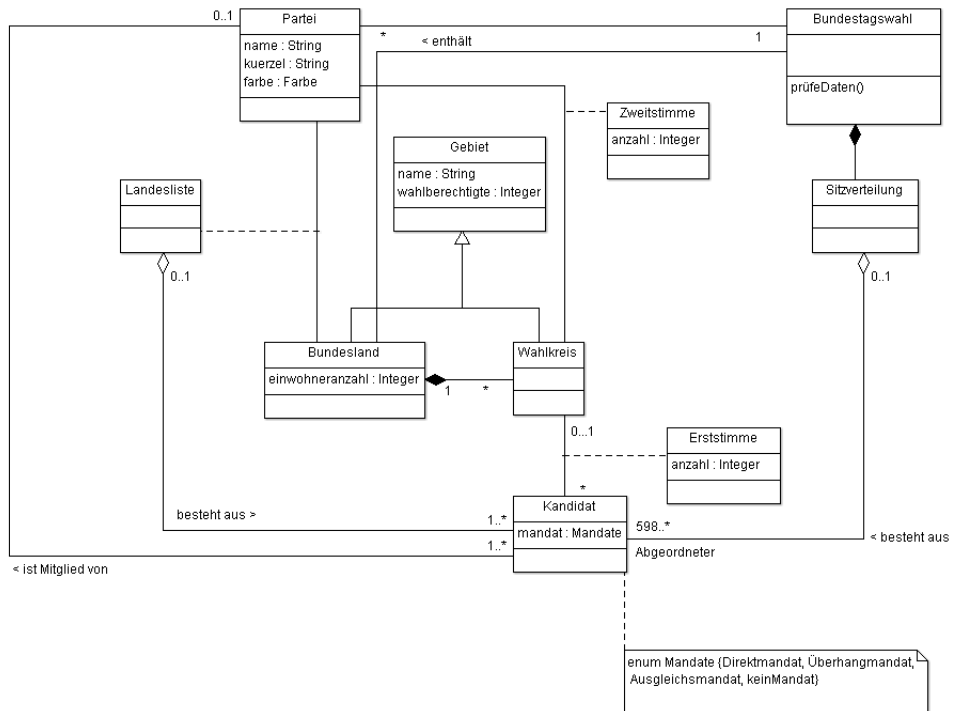 0..1
Partei
name : String
kuerzel : String
farbe : Farbe
*
< enthält
1
Bundestagswahl
prüfeDaten()
Zweitstimme
anzahl : Integer
Gebiet
name : String
wahlberechtigte : Integer
Landesliste
0..1
Sitzverteilung
0..1
Bundesland
einwohneranzahl : Integer
1
*
Wahlkreis
0...1
Erststimme
anzahl : Integer
*
besteht aus >
1..*
1..*
Kandidat
mandat : Mandate
598..*
Abgeordneter
< besteht aus
< ist Mitglied von
enum Mandate {Direktmandat, Überhangmandat,
Ausgleichsmandat, keinMandat}